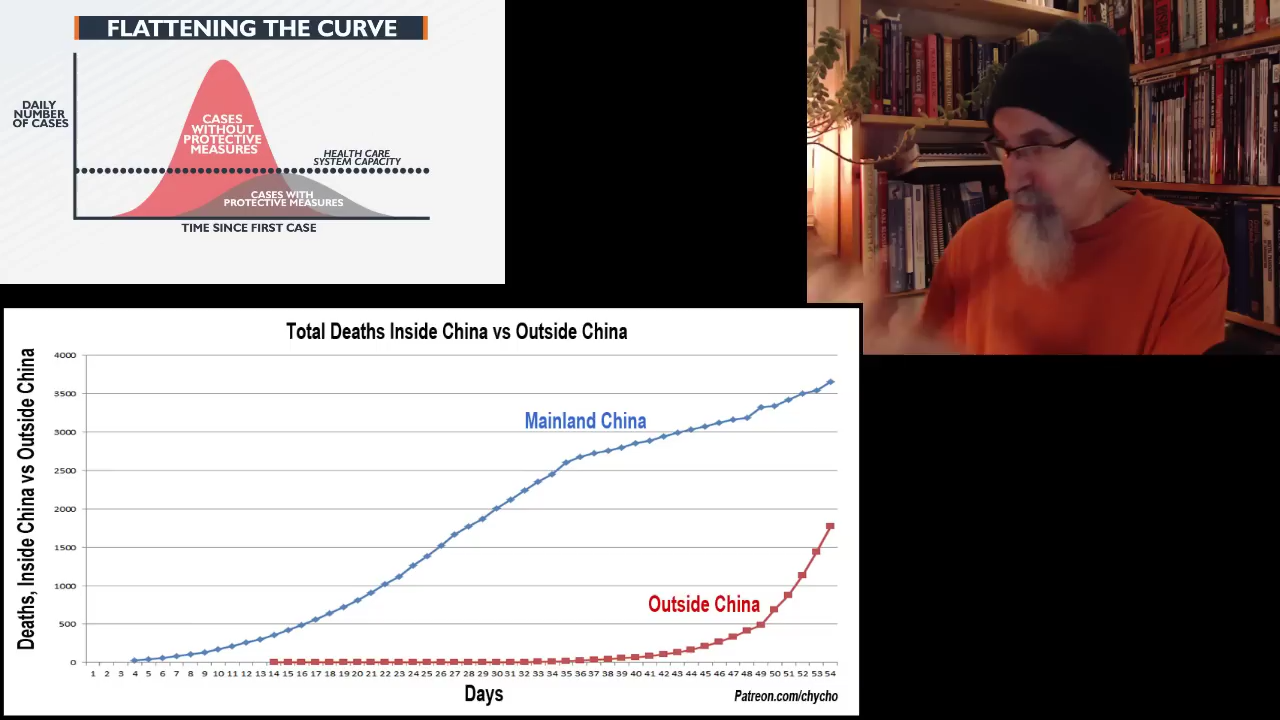 FLATTENING THE CURVE
DAILY
NUMBER
OF CASES
CASES
WITHOUT
PROTECTIVE
MEASURES
HEALTH CARE
SYSTEM CAPACITY
CASES WITH
PROTECTIVE MEASURES
TIME SINCE FIRST CASE
Total Deaths Inside China vs Outside China
Deaths, Inside China vs Outside China
4000
3500
3000
2500
2000
1500
1000
500
0
Mainland China
Outside China
1 2 3 4 5 6 7 8 9 10 11 12 13 14 15 16 17 18 19 20 21 22 23 24 25 26 27 28 29 30 31 32 33 34 35 36 37 38 39 40 41 42 43 44 45 46 47 48 49 50 51 52 53 54
Days
Patreon.com/chycho